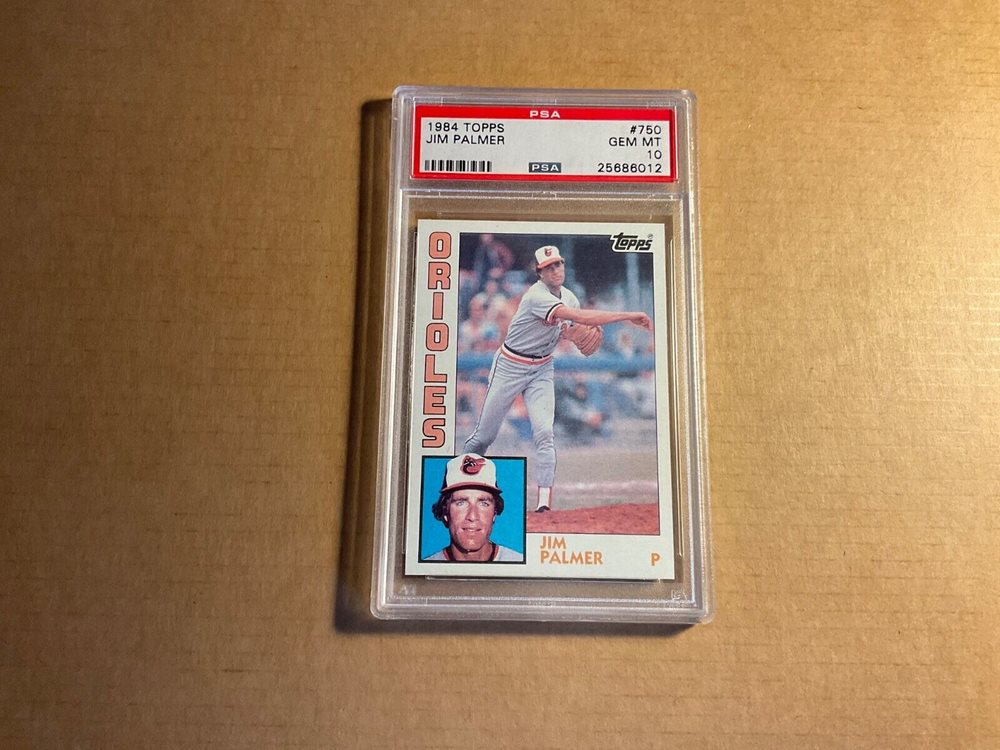 PSA
1984 TOPPS #750
JIM PALMER GEM MT
10
PSA 25686012
Topps
ORIOLES
JIM
PALMER P